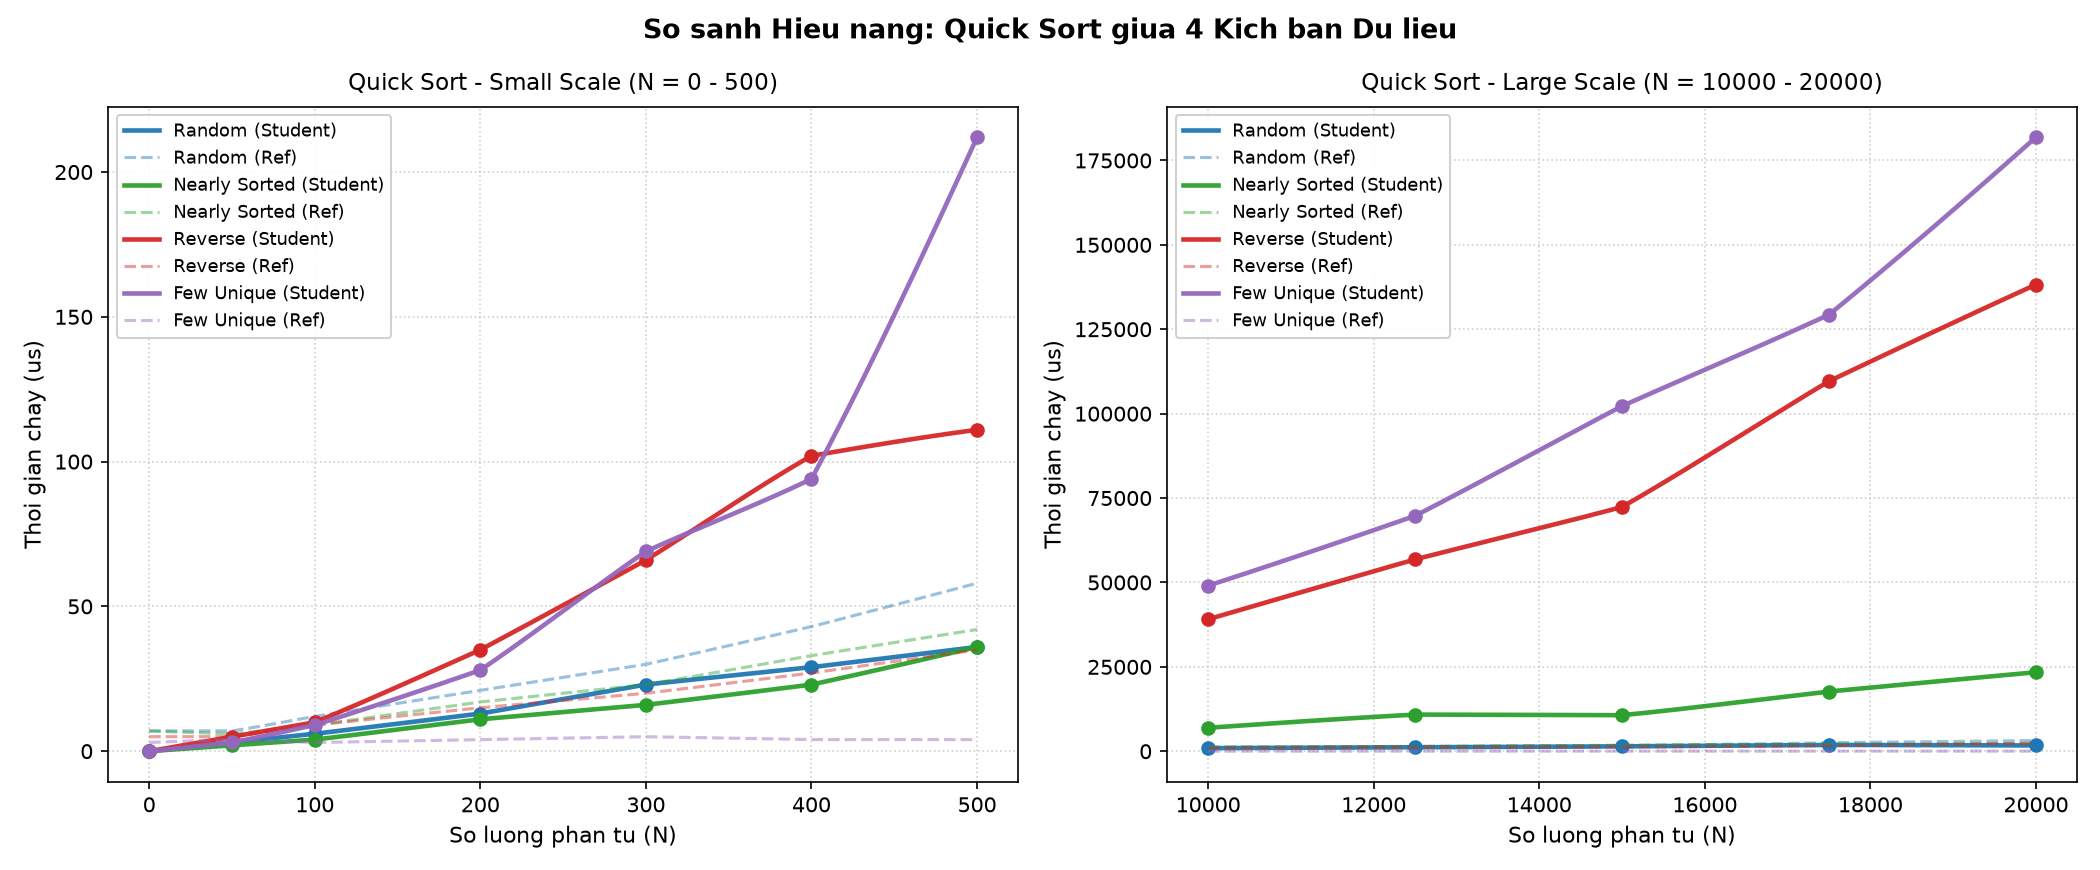 So sanh Hieu nang: Quick Sort giua 4 Kich ban Du lieu
Quick Sort - Small Scale (N = 0 - 500)
Random (Student)
Random (Ref)
Nearly Sorted (Student)
Nearly Sorted (Ref)
Reverse (Student)
Reverse (Ref)
Few Unique (Student)
Few Unique (Ref)
Thoi gian chay (us)
200
150
100
50
0
0
100
200
300
400
500
So luong phan tu (N)
Quick Sort - Large Scale (N = 10000 - 20000)
Random (Student)
Random (Ref)
Nearly Sorted (Student)
Nearly Sorted (Ref)
Reverse (Student)
Reverse (Ref)
Few Unique (Student)
Few Unique (Ref)
Thoi gian chay (us)
175000
150000
125000
100000
75000
50000
25000
0
10000
12000
14000
16000
18000
20000
So luong phan tu (N)